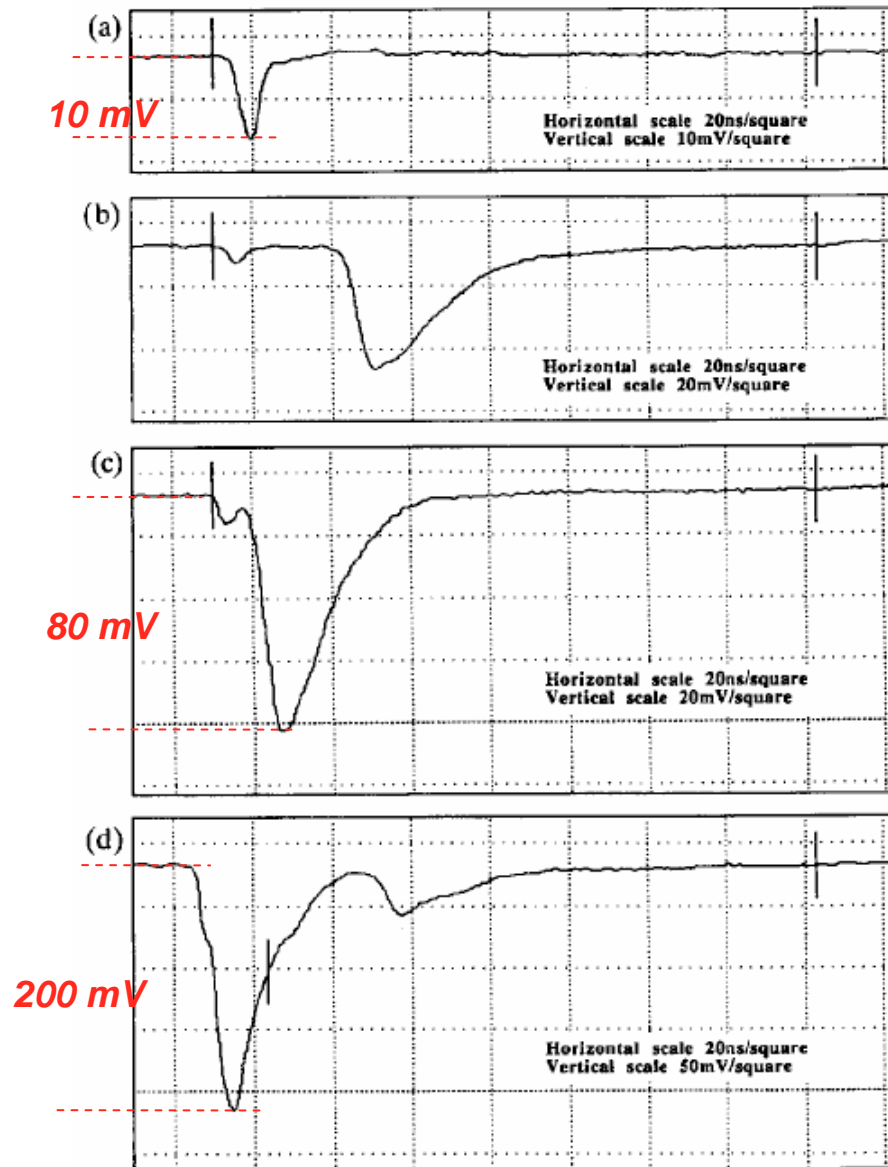 (a)
10 mV
Horizontal scale 20ns/square
Vertical scale 10mV/square
(b)
Horizontal scale 20ns/square
Vertical scale 20mV/square
(c)
80 mV
Horizontal scale 20ns/square
Vertical scale 20mV/square
(d)
200 mV
Horizontal scale 20ns/square
Vertical scale 50mV/square